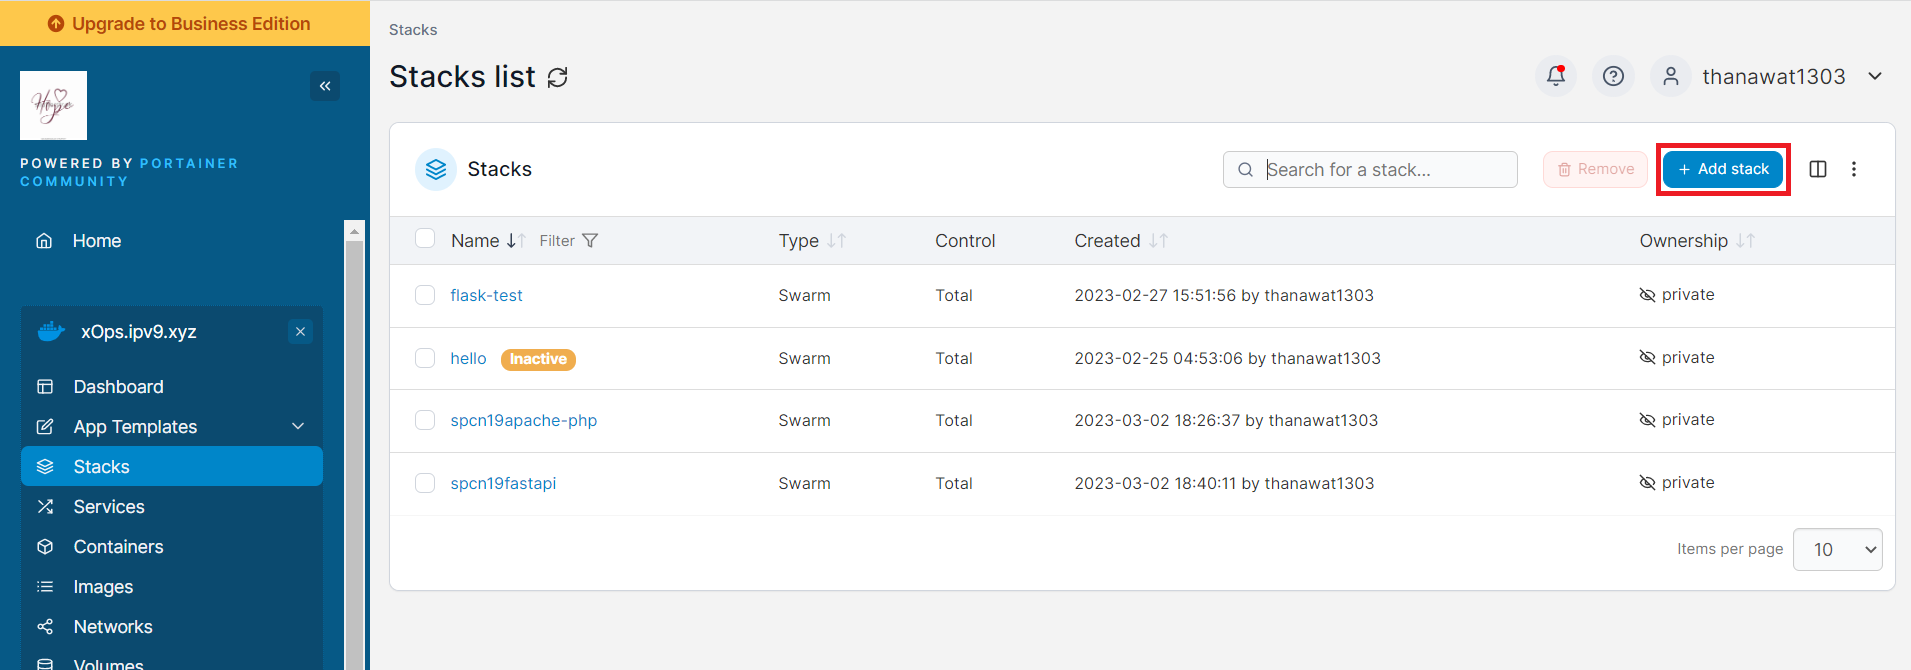 Upgrade to Business Edition
Hope
POWERED BY PORTAINER
COMMUNITY
Home
xOps.ipv9.xyz
Dashboard
App Templates
Stacks
Services
Containers
Images
Networks
Volumes
Stacks
Stacks list
thanawat1303
Stacks
Search for a stack...
Remove
+ Add stack
Name Filter Type Control Created Ownership
flask-test Swarm Total 2023-02-27 15:51:56 by thanawat1303 private
hello Inactive Swarm Total 2023-02-25 04:53:06 by thanawat1303 private
spcn19apache-php Swarm Total 2023-03-02 18:26:37 by thanawat1303 private
spcn19fastapi Swarm Total 2023-03-02 18:40:11 by thanawat1303 private
Items per page 10